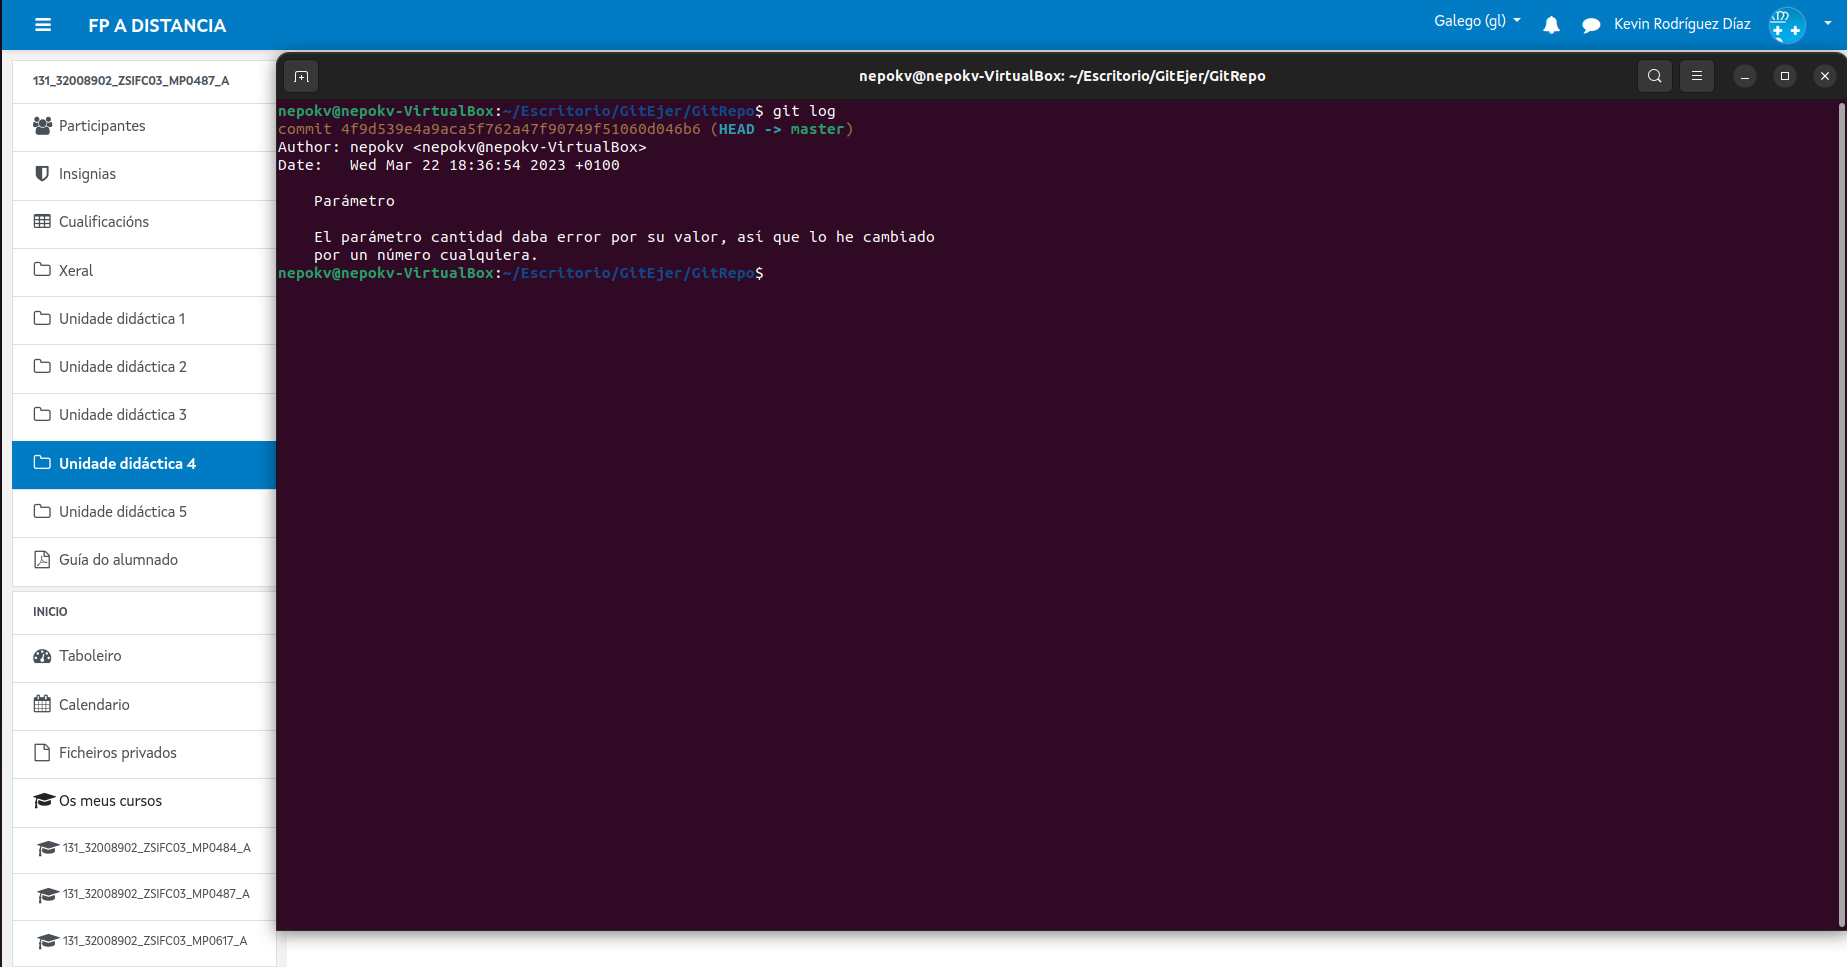 FP A DISTANCIA
Galego (gl)
Kevin Rodríguez Díaz
131_32008902_ZSIFC03_MP0487_A
Participantes
Insignias
Cualificacións
Xeral
Unidade didáctica 1
Unidade didáctica 2
Unidade didáctica 3
Unidade didáctica 4
Unidade didáctica 5
Guía do alumnado
INICIO
Taboleiro
Calendario
Ficheiros privados
Os meus cursos
131_32008902_ZSIFC03_MP0484_A
131_32008902_ZSIFC03_MP0487_A
131_32008902_ZSIFC03_MP0617_A
nepokv@nepokv-VirtualBox: ~/Escritorio/GitEjer/GitRepo
nepokv@nepokv-VirtualBox:~/Escritorio/GitEjer/GitRepo$ git log
commit 4f9d539e4a9aca5f762a47f90749f51060d046b6 (HEAD -> master)
Author: nepokv <nepokv@nepokv-VirtualBox>
Date:   Wed Mar 22 18:36:54 2023 +0100
Parámetro
El parámetro cantidad daba error por su valor, así que lo he cambiado
por un número cualquiera.
nepokv@nepokv-VirtualBox:~/Escritorio/GitEjer/GitRepo$